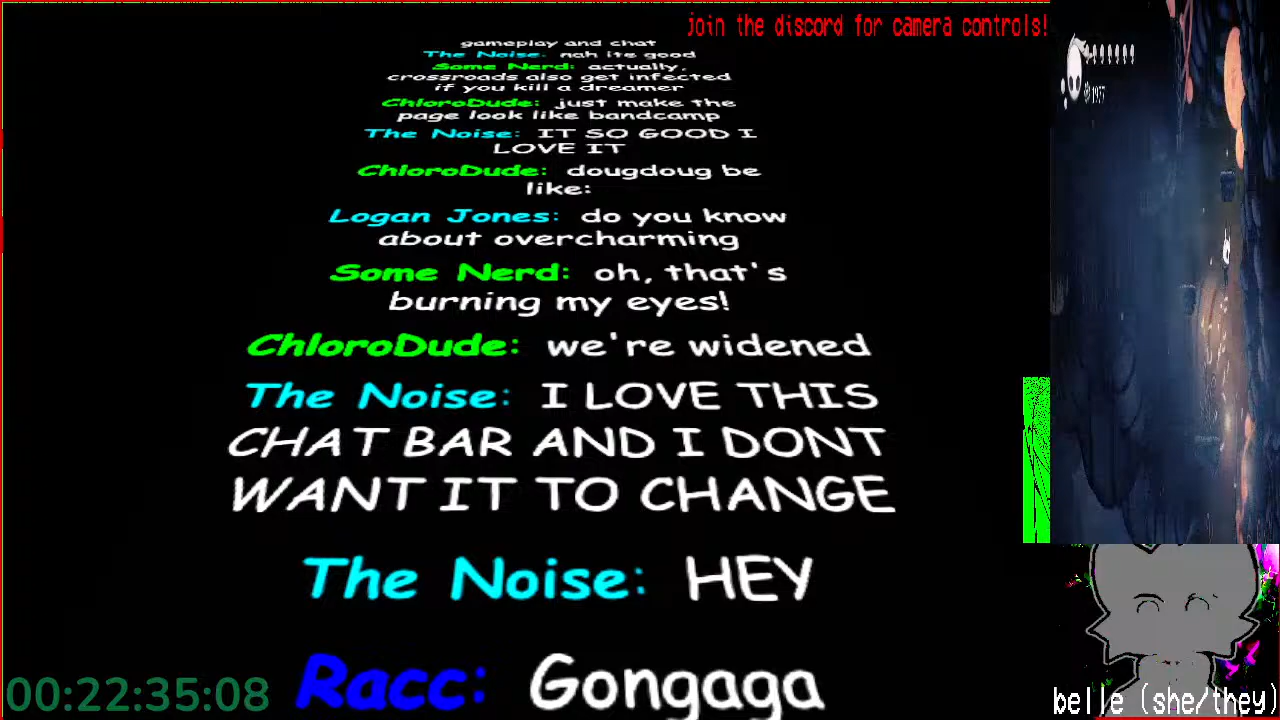 join the discord for camera controls!
gameplay and chat
The Noise: nah ite good
Some Nerd: actually,
crossroads also get infected
if you kill a dreamer
ChloroDude: just make the
page look like bandcamp
The Noise: IT SO GOOD I
LOVE IT
ChloroDude: dougdoug be
like:
Logan Jones: do you know
about overcharming
Some Nerd: oh, that's
burning my eyes!
ChloroDude: we're widened
The Noise: I LOVE THIS
CHAT BAR AND I DONT
WANT IT TO CHANGE
The Noise: HEY
Racc: Gongaga
00:22:35:08
belle (she/they)